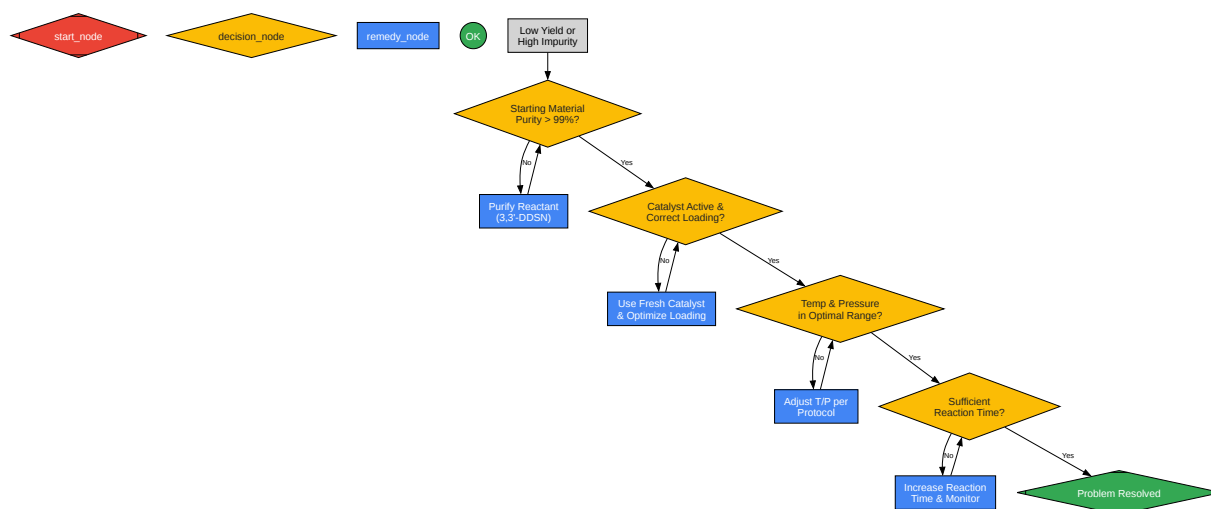 start_node
decision_node
remedy_node
OK
Low Yield or
High Impurity
Starting Material
Purity > 99%?
No
Yes
Purify Reactant
(3,3'-DDSN)
Catalyst Active &
Correct Loading?
No
Yes
Use Fresh Catalyst
& Optimize Loading
Temp & Pressure
in Optimal Range?
No
Yes
Adjust T/P per
Protocol
Sufficient
Reaction Time?
No
Yes
Increase Reaction
Time & Monitor
Problem Resolved